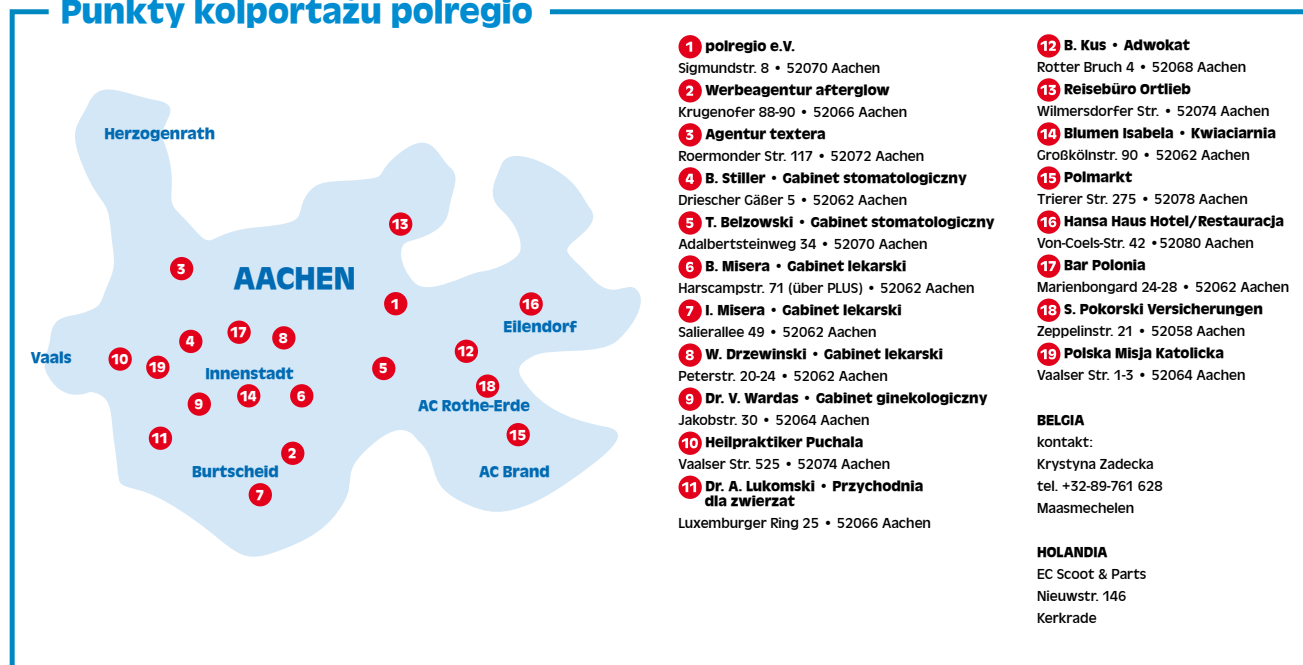 Punkty kolportażu polregio
Herzogenrath
13
3
AACHEN
1
16
Eilendorf
17
8
4
12
Vaals
10
19
5
Innenstadt
18
14
6
9
AC Rothe-Erde
15
11
2
Burtscheid
AC Brand
7
1 polregio e.V.
Sigmundstr. 8 • 52070 Aachen
2 Werbeagentur afterglow
Krugenofer 88-90 • 52066 Aachen
3 Agentur textera
Roermonder Str. 117 • 52072 Aachen
4 B. Stiller • Gabinet stomatologiczny
Driescher Gäßer 5 • 52062 Aachen
5 T. Belzowski • Gabinet stomatologiczny
Adalbertsteinweg 34 • 52070 Aachen
6 B. Misera • Gabinet lekarski
Harscampstr. 71 (über PLUS) • 52062 Aachen
7 I. Misera • Gabinet lekarski
Salierallee 49 • 52062 Aachen
8 W. Drzewinski • Gabinet lekarski
Peterstr. 20-24 • 52062 Aachen
9 Dr. V. Wardas • Gabinet ginekologiczny
Jakobstr. 30 • 52064 Aachen
10 Heilpraktiker Puchala
Vaalser Str. 525 • 52074 Aachen
11 Dr. A. Lukomski • Przychodnia
dla zwierzat
Luxemburger Ring 25 • 52066 Aachen
12 B. Kus • Adwokat
Rotter Bruch 4 • 52068 Aachen
13 Reisebüro Ortlieb
Wilmersdorfer Str. • 52074 Aachen
14 Blumen Isabela • Kwiaciarnia
Großkölnstr. 90 • 52062 Aachen
15 Polmarkt
Trierer Str. 275 • 52078 Aachen
16 Hansa Haus Hotel/Restauracja
Von-Coels-Str. 42 •52080 Aachen
17 Bar Polonia
Marienbongard 24-28 • 52062 Aachen
18 S. Pokorski Versicherungen
Zeppelinstr. 21 • 52058 Aachen
19 Polska Misja Katolicka
Vaalser Str. 1-3 • 52064 Aachen
BELGIA
kontakt:
Krystyna Zadecka
tel. +32-89-761 628
Maasmechelen
HOLANDIA
EC Scoot & Parts
Nieuwstr. 146
Kerkrade